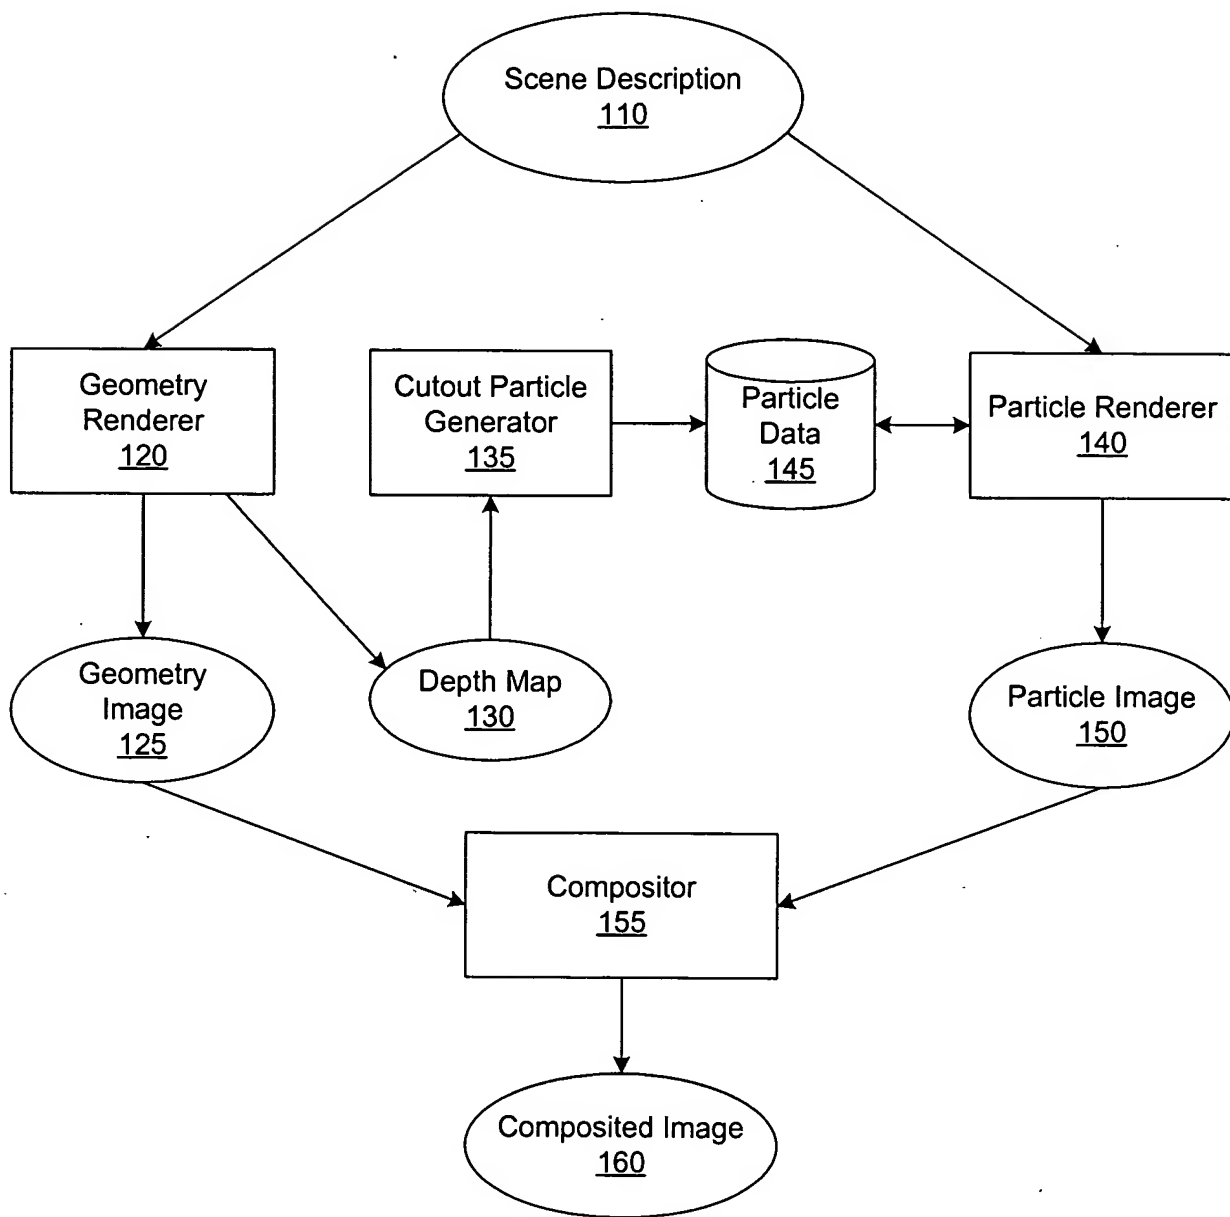 Scene Description
110
Geometry
Renderer
120
Cutout Particle
Generator
135
Particle
Data
145
Particle Renderer
140
Geometry
Image
125
Depth Map
130
Particle Image
150
Compositor
155
Composited Image
160